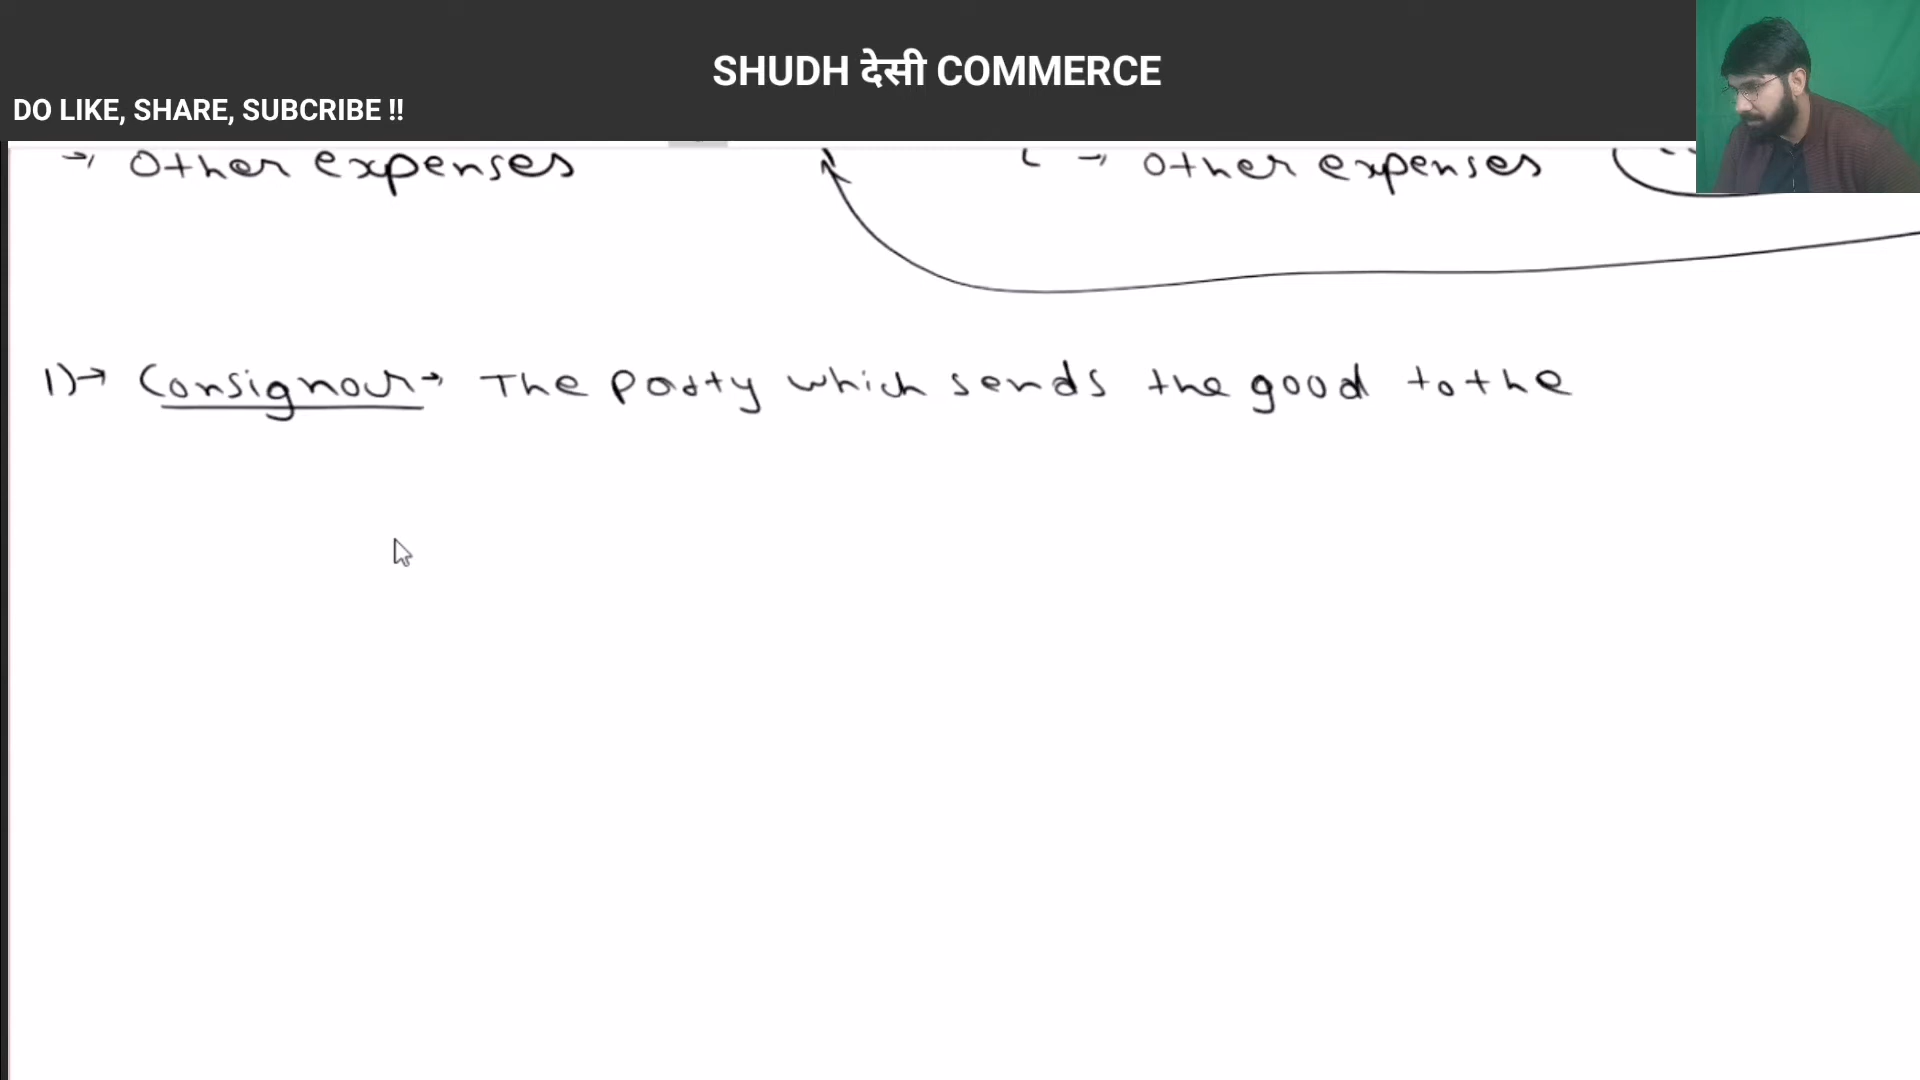 SHUDH देसी COMMERCE
DO LIKE, SHARE, SUBCRIBE !!
→ Other expenses
→ Other expenses
1)→ Consignour → The party which sends the good to the